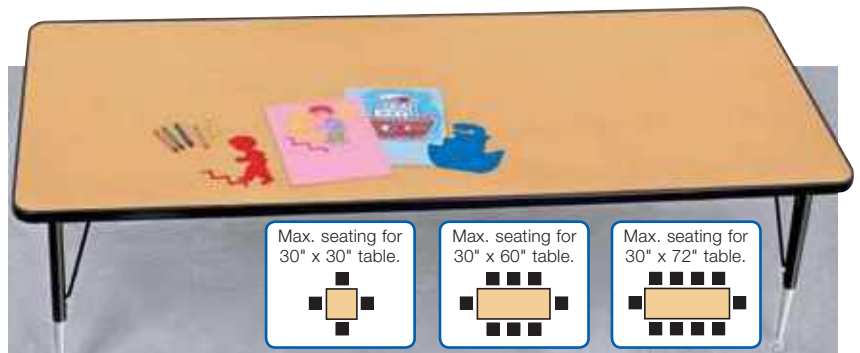 Max. seating for
30" x 30" table.
Max. seating for
30" x 60" table.
Max. seating for
30" x 72" table.